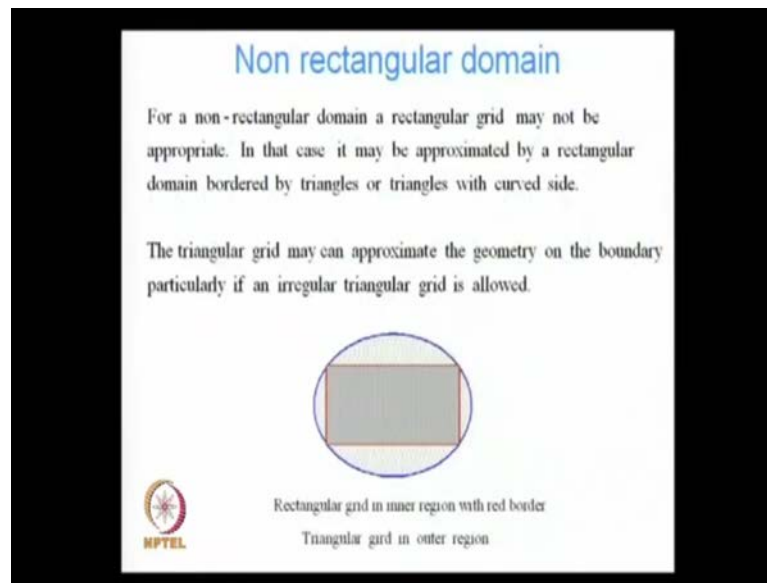 Non rectangular domain
For a non-rectangular domain a rectangular grid may not be
appropriate. In that case it may be approximated by a rectangular
domain bordered by triangles or triangles with curved side.
The triangular grid may can approximate the geometry on the boundary
particularly if an irregular triangular grid is allowed.
Rectangular grid in inner region with red border
Triangular gird in outer region
NPTEL